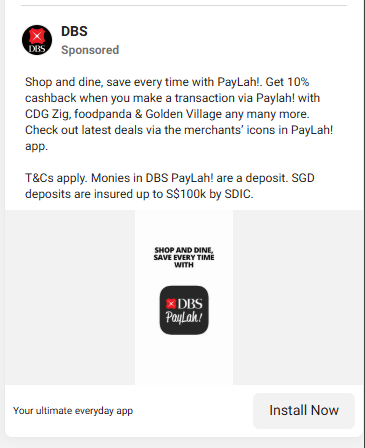 DBS
DBS
Sponsored
Shop and dine, save every time with PayLah!. Get 10%
cashback when you make a transaction via Paylah! with
CDG Zig, foodpanda & Golden Village any many more.
Check out latest deals via the merchants’ icons in PayLah!
app.
T&Cs apply. Monies in DBS PayLah! are a deposit. SGD
deposits are insured up to S$100k by SDIC.
SHOP AND DINE,
SAVE EVERY TIME
WITH
DBS
PayLah!
Your ultimate everyday app
Install Now